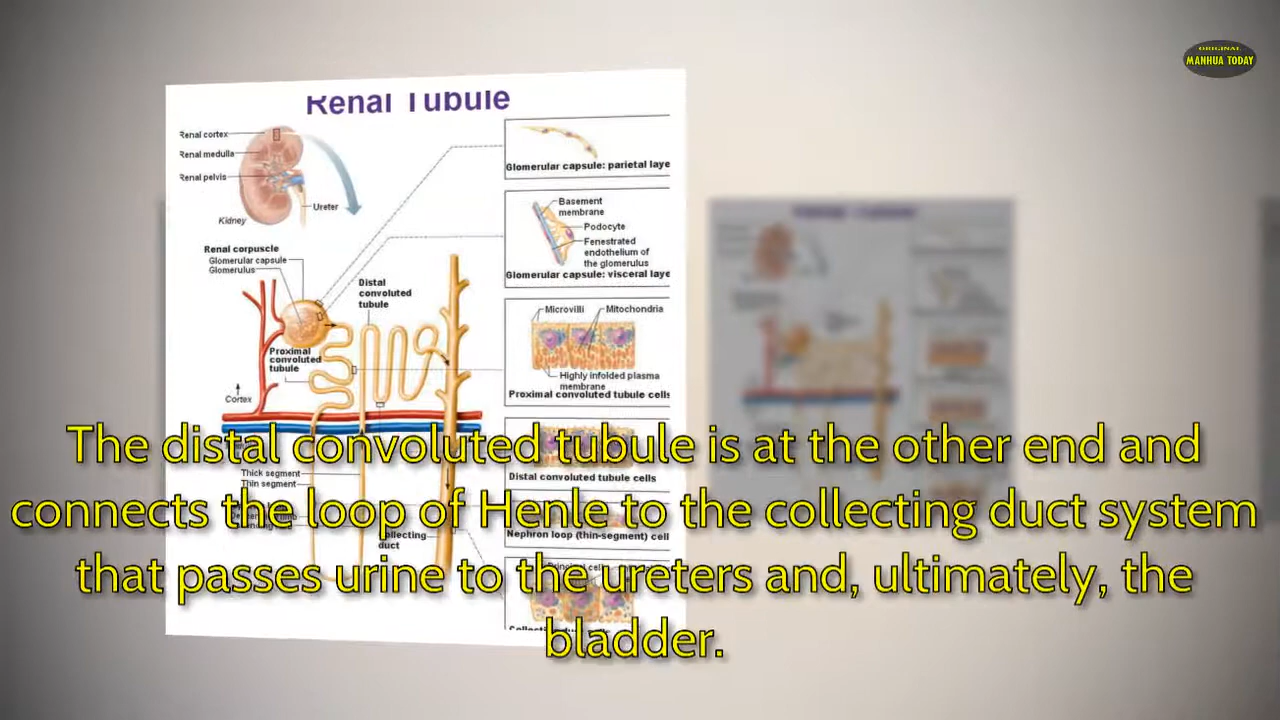 ORIGINAL
MANHUA TODAY
Renal Tubule
Renal cortex
Renal medulla
Renal pelvis
Ureter
Kidney
Renal corpuscle
Glomerular capsule
Glomerulus
Distal
convoluted
tubule
Proximal
convoluted
tubule
Cortex
Thick segment
Thin segment
Collecting
duct
Glomerular capsule: parietal laye
Basement
membrane
Podocyte
Fenestrated
endothelium of
the glomerulus
Glomerular capsule: visceral laye
Microvilli
Mitochondria
Highly infolded plasma
membrane
Proximal convoluted tubule cells
Distal convoluted tubule cells
Nephron loop (thin-segment) cell
The distal convoluted tubule is at the other end and
connects the loop of Henle to the collecting duct system
that passes urine to the ureters and, ultimately, the
bladder.